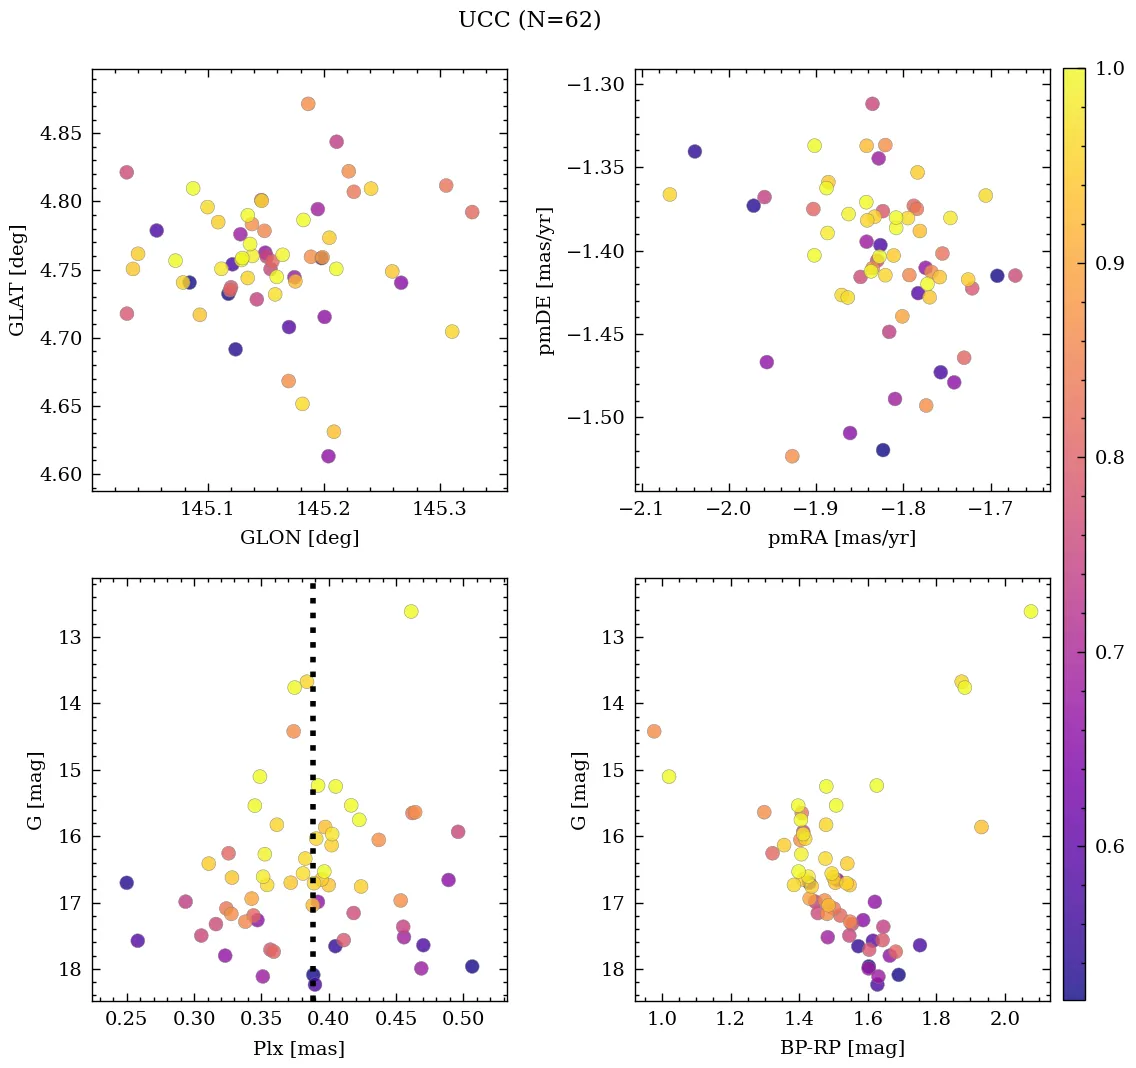 UCC (N=62)
4.85
4.80
4.75
4.70
4.65
4.60
GLAT [deg]
145.1 145.2 145.3
GLON [deg]
−1.30
−1.35
−1.40
−1.45
−1.50
pmDE [mas/yr]
−2.1 −2.0 −1.9 −1.8 −1.7
pmRA [mas/yr]
13
14
15
16
17
18
G [mag]
0.25 0.30 0.35 0.40 0.45 0.50
Plx [mas]
13
14
15
16
17
18
G [mag]
1.0 1.2 1.4 1.6 1.8 2.0
BP-RP [mag]
1.0
0.9
0.8
0.7
0.6